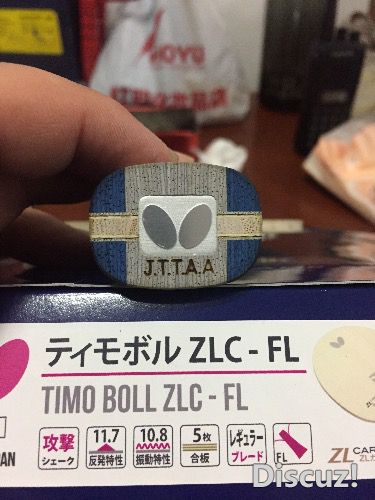 J.T.T.A.A
ティモボル ZLC - FL
TIMO BOLL ZLC - FL
攻撃
シェーク
11.7
反発特性
10.8
振動特性
5枚
合板
レギュラー
ブレード
FL
ZL CAR
Discuz!